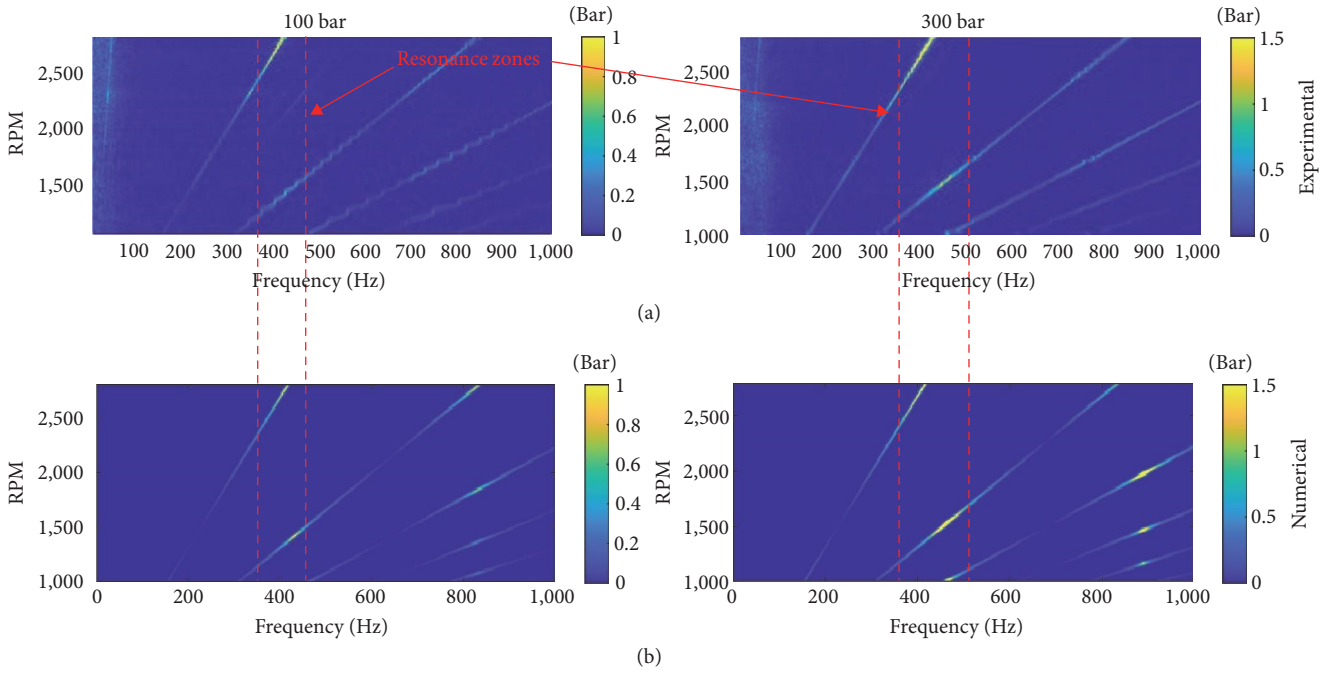 100 bar
(Bar)
RPM
2,500
2,000
1,500
1
0.8
0.6
0.4
0.2
0
100 200 300 400 500 600 700 800 900 1,000
Frequency (Hz)
Resonance zones
300 bar
(Bar)
RPM
2,500
2,000
1,500
1,000
1.5
1
0.5
0
Experimental
100 200 300 400 500 600 700 800 900 1,000
Frequency (Hz)
(a)
(Bar)
RPM
2,500
2,000
1,500
1,000
1
0.8
0.6
0.4
0.2
0
0 200 400 600 800 1,000
Frequency (Hz)
(Bar)
RPM
2,500
2,000
1,500
1,000
1.5
1
0.5
0
Numerical
0 200 400 600 800 1,000
Frequency (Hz)
(b)